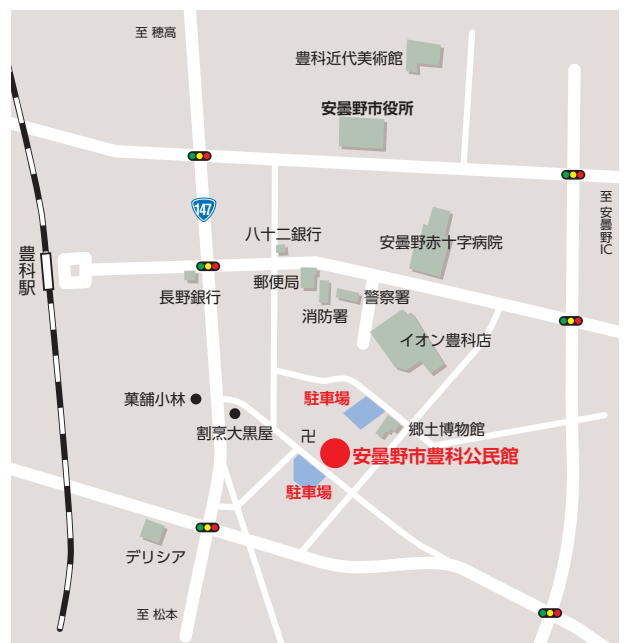 至 穂高
豊科近代美術館
安曇野市役所
147
至 安曇野IC
八十二銀行
安曇野赤十字病院
豊科駅
長野銀行
郵便局
消防署
警察署
イオン豊科店
菓舗小林
駐車場
割烹大黒屋
卍
郷土博物館
安曇野市豊科公民館
駐車場
デリシア
至 松本